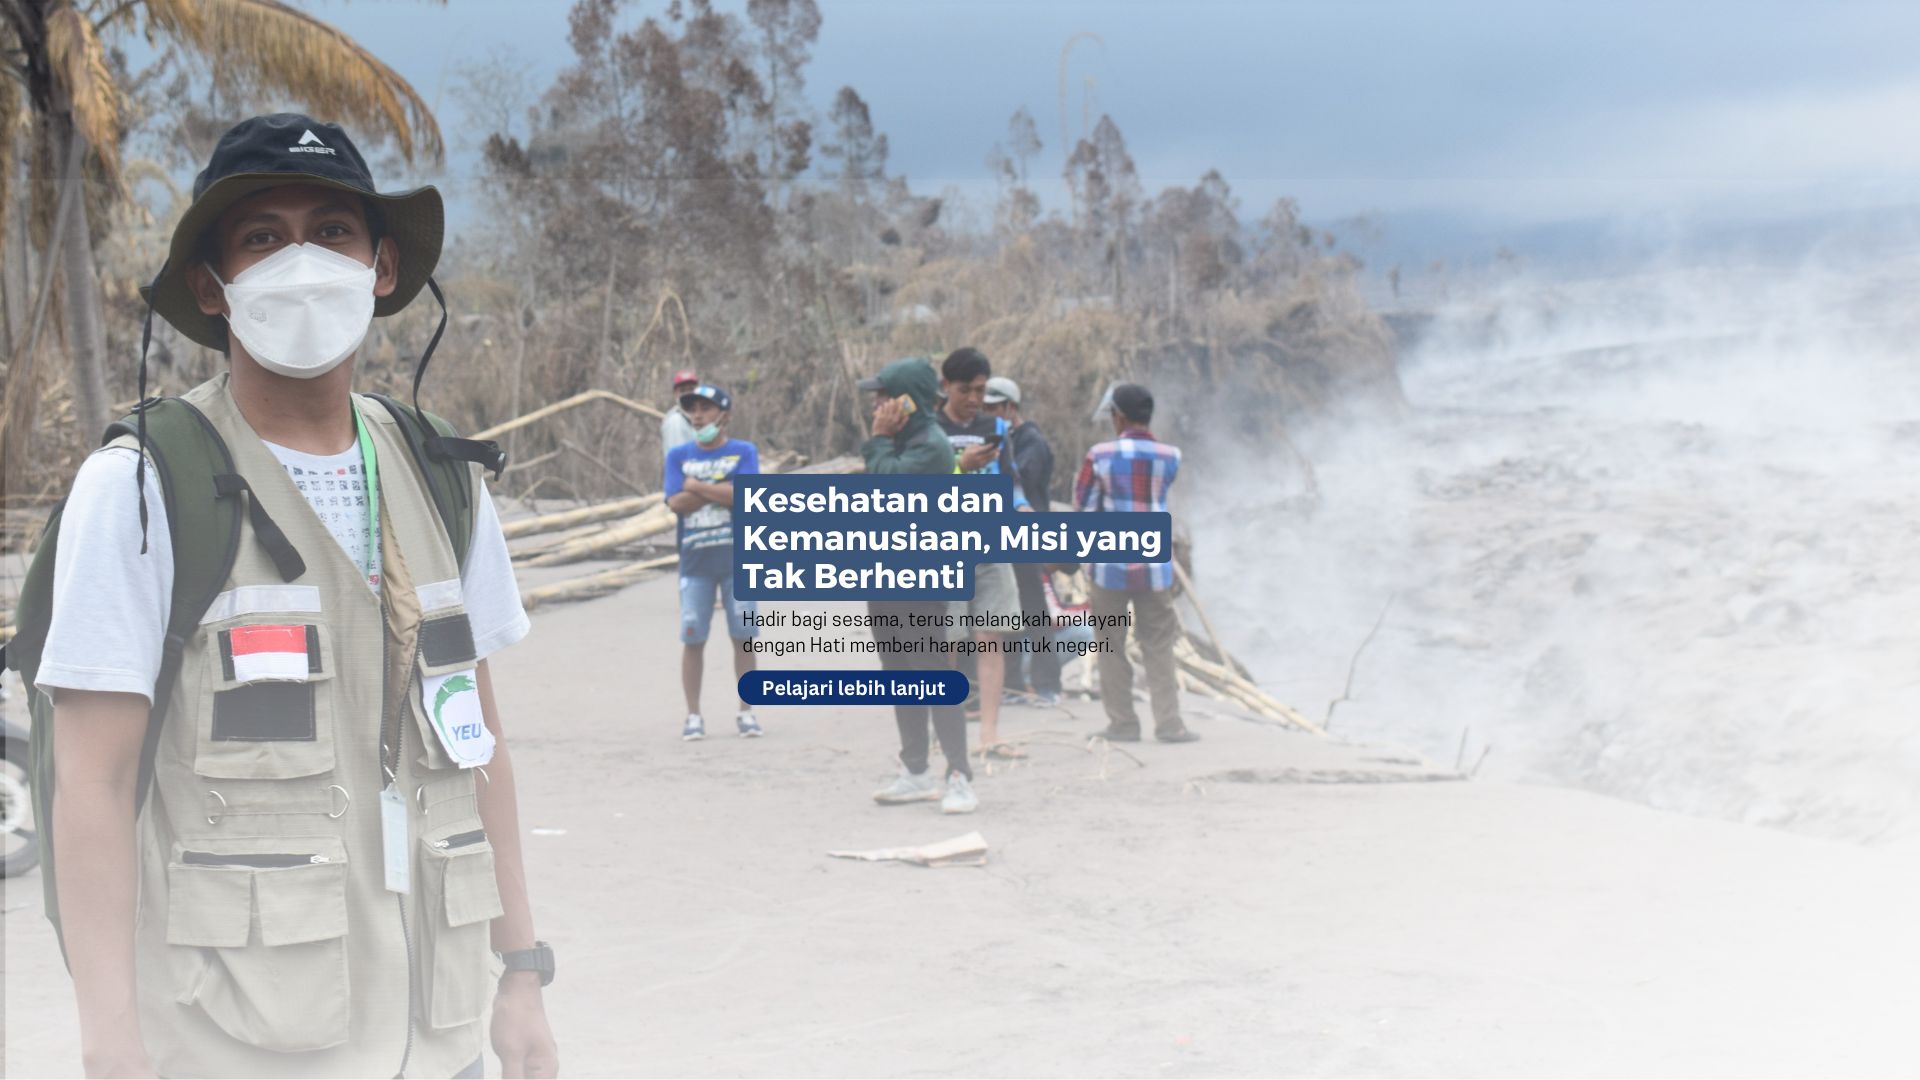 EIGER
Kesehatan dan
Kemanusiaan, Misi yang
Tak Berhenti
Hadir bagi sesama, terus melangkah melayani
dengan Hati memberi harapan untuk negeri.
Pelajari lebih lanjut
YEU